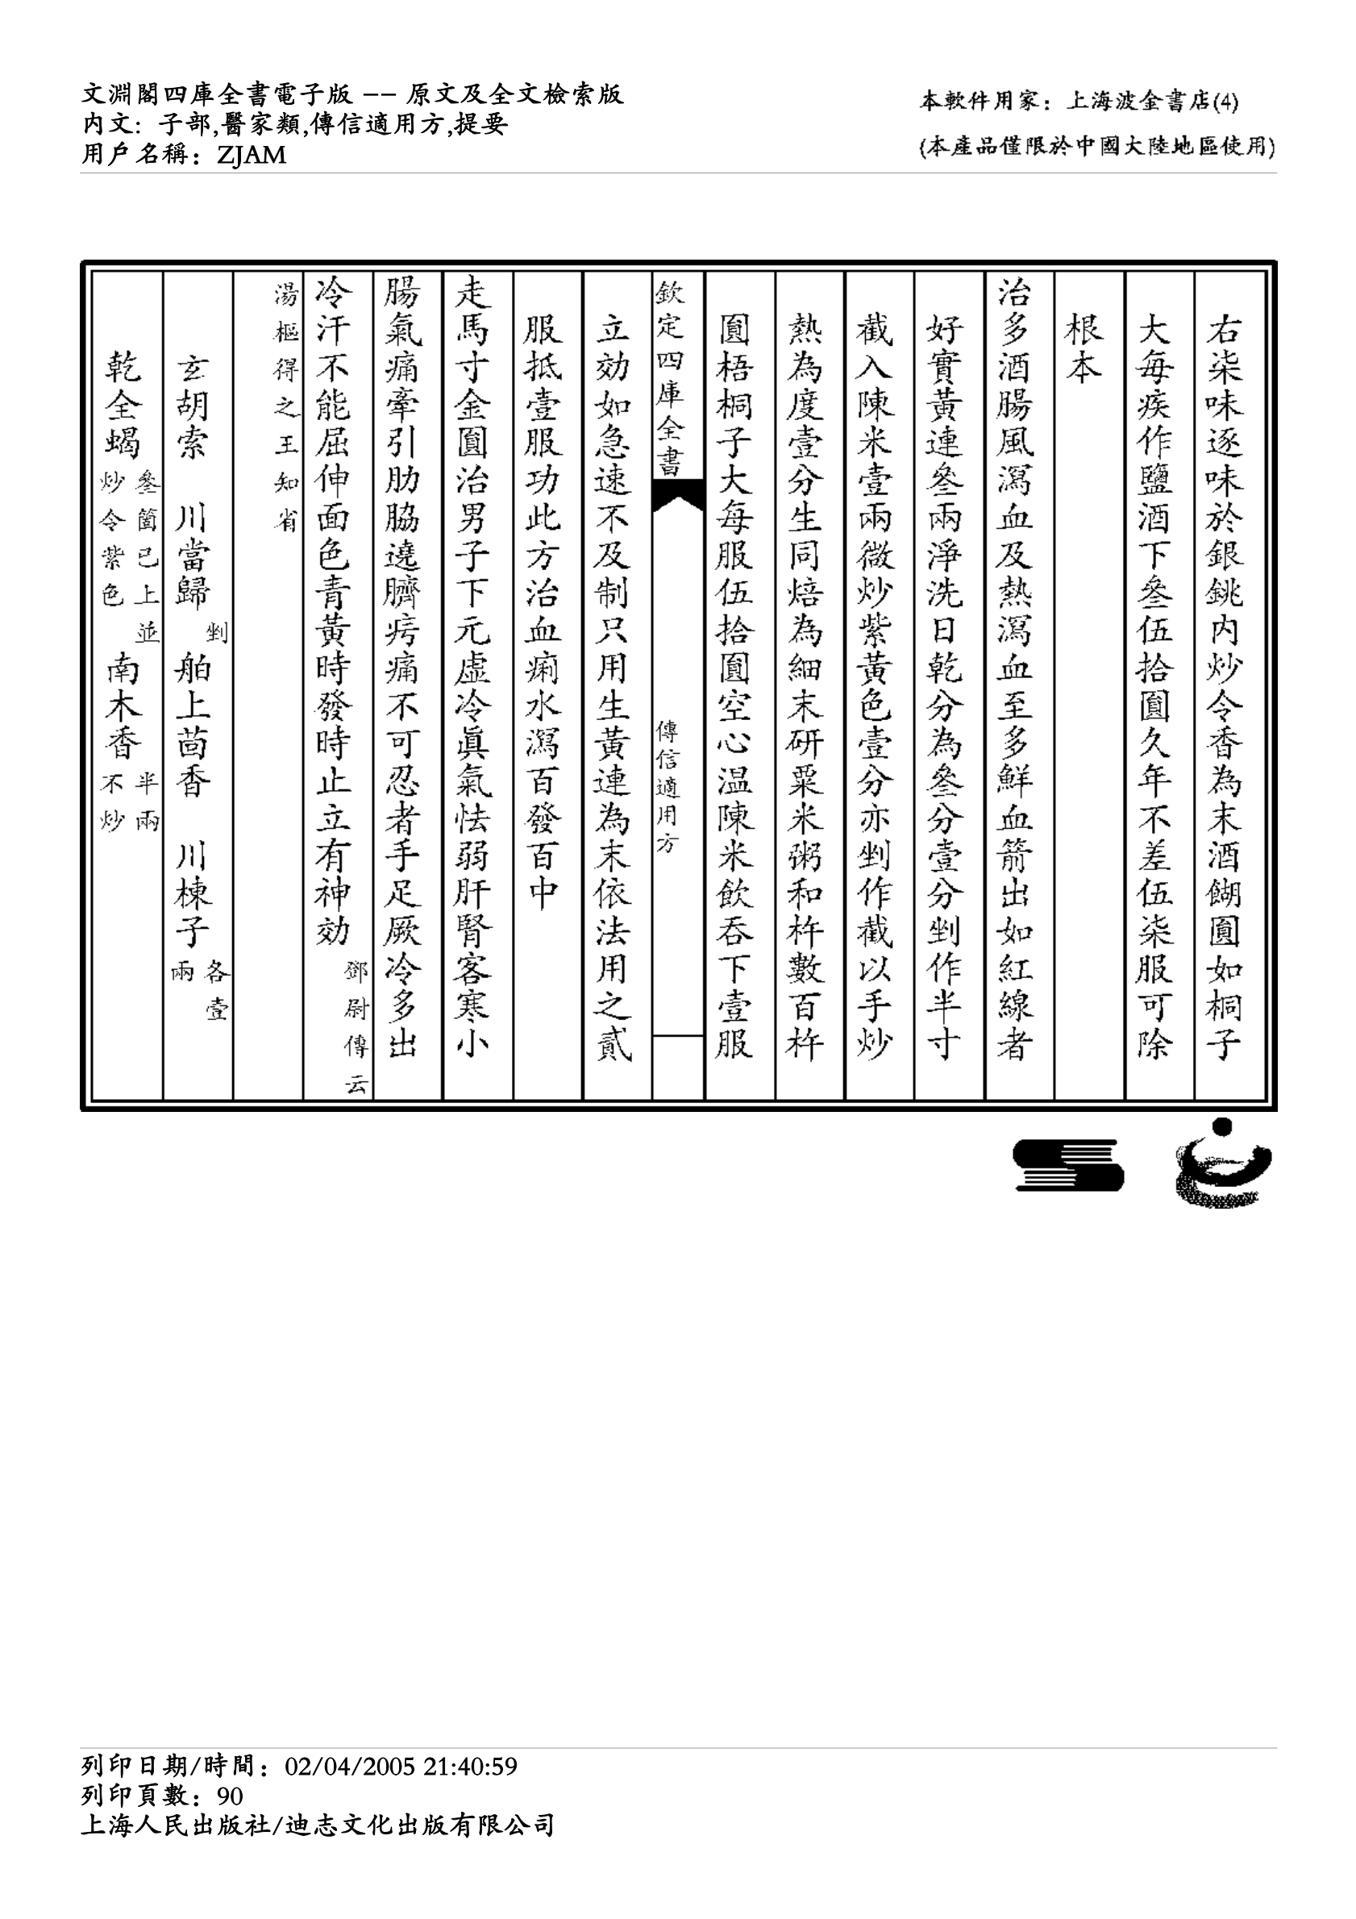 文淵閣四庫全書電子版 -- 原文及全文檢索版
內文: 子部,醫家類,傳信適用方,提要
用戶名稱: ZJAM
本軟件用家: 上海波金書店(4)
(本產品僅限於中國大陸地區使用)
右柒味逐味於銀銚内炒令香為末酒餬圓如桐子
大每疾作鹽酒下叄伍拾圓久年不差伍柒服可除
根本
治多酒腸風瀉血及熱瀉血至多鮮血箭出如紅線者
好實黄連叄兩淨洗日乾分為叄分壹分剉作半寸
截入陳米壹兩微炒紫黄色壹分亦剉作截以手炒
熱為度壹分生同焙為細末研粟米粥和杵數百杵
圓梧桐子大每服伍拾圓空心温陳米飲吞下壹服
欽定四庫全書
傳信適用方
立効如急速不及制只用生黄連為末依法用之貳
服抵壹服功此方治血痢水瀉百發百中
走馬寸金圓治男子下元虛冷眞氣怯弱肝腎客寒小
腸氣痛牽引肋脇遶臍疞痛不可忍者手足厥冷多出
冷汗不能屈伸面色青黄時發時止立有神効 鄧尉傳云
湯樞得之王知省
玄胡索 川當歸剉 舶上茴香 川棟子各壹兩
乾全蝎叄箇已上並炒令紫色 南木香半兩不炒
列印日期/時間: 02/04/2005 21:40:59
列印頁數: 90
上海人民出版社/迪志文化出版有限公司